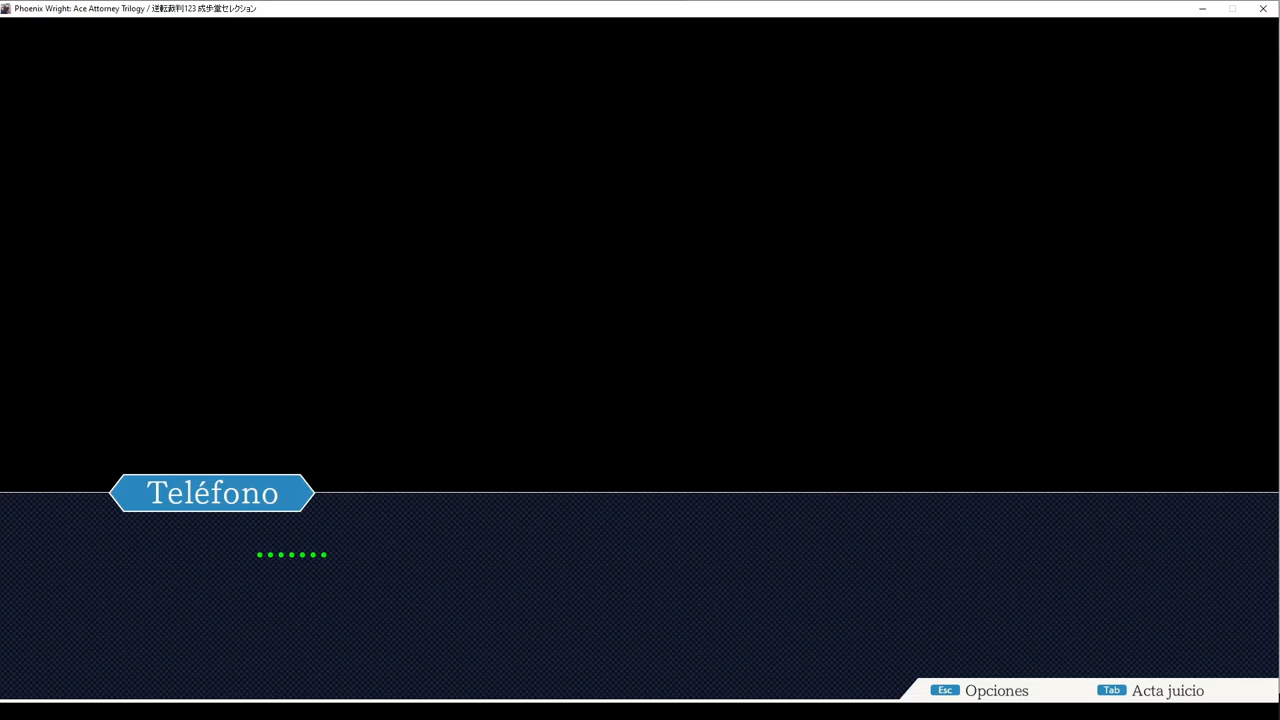 Phoenix Wright: Ace Attorney Trilogy / 逆転裁判123 成歩堂セレクション
Teléfono
.......
Esc Opciones Tab Acta juicio